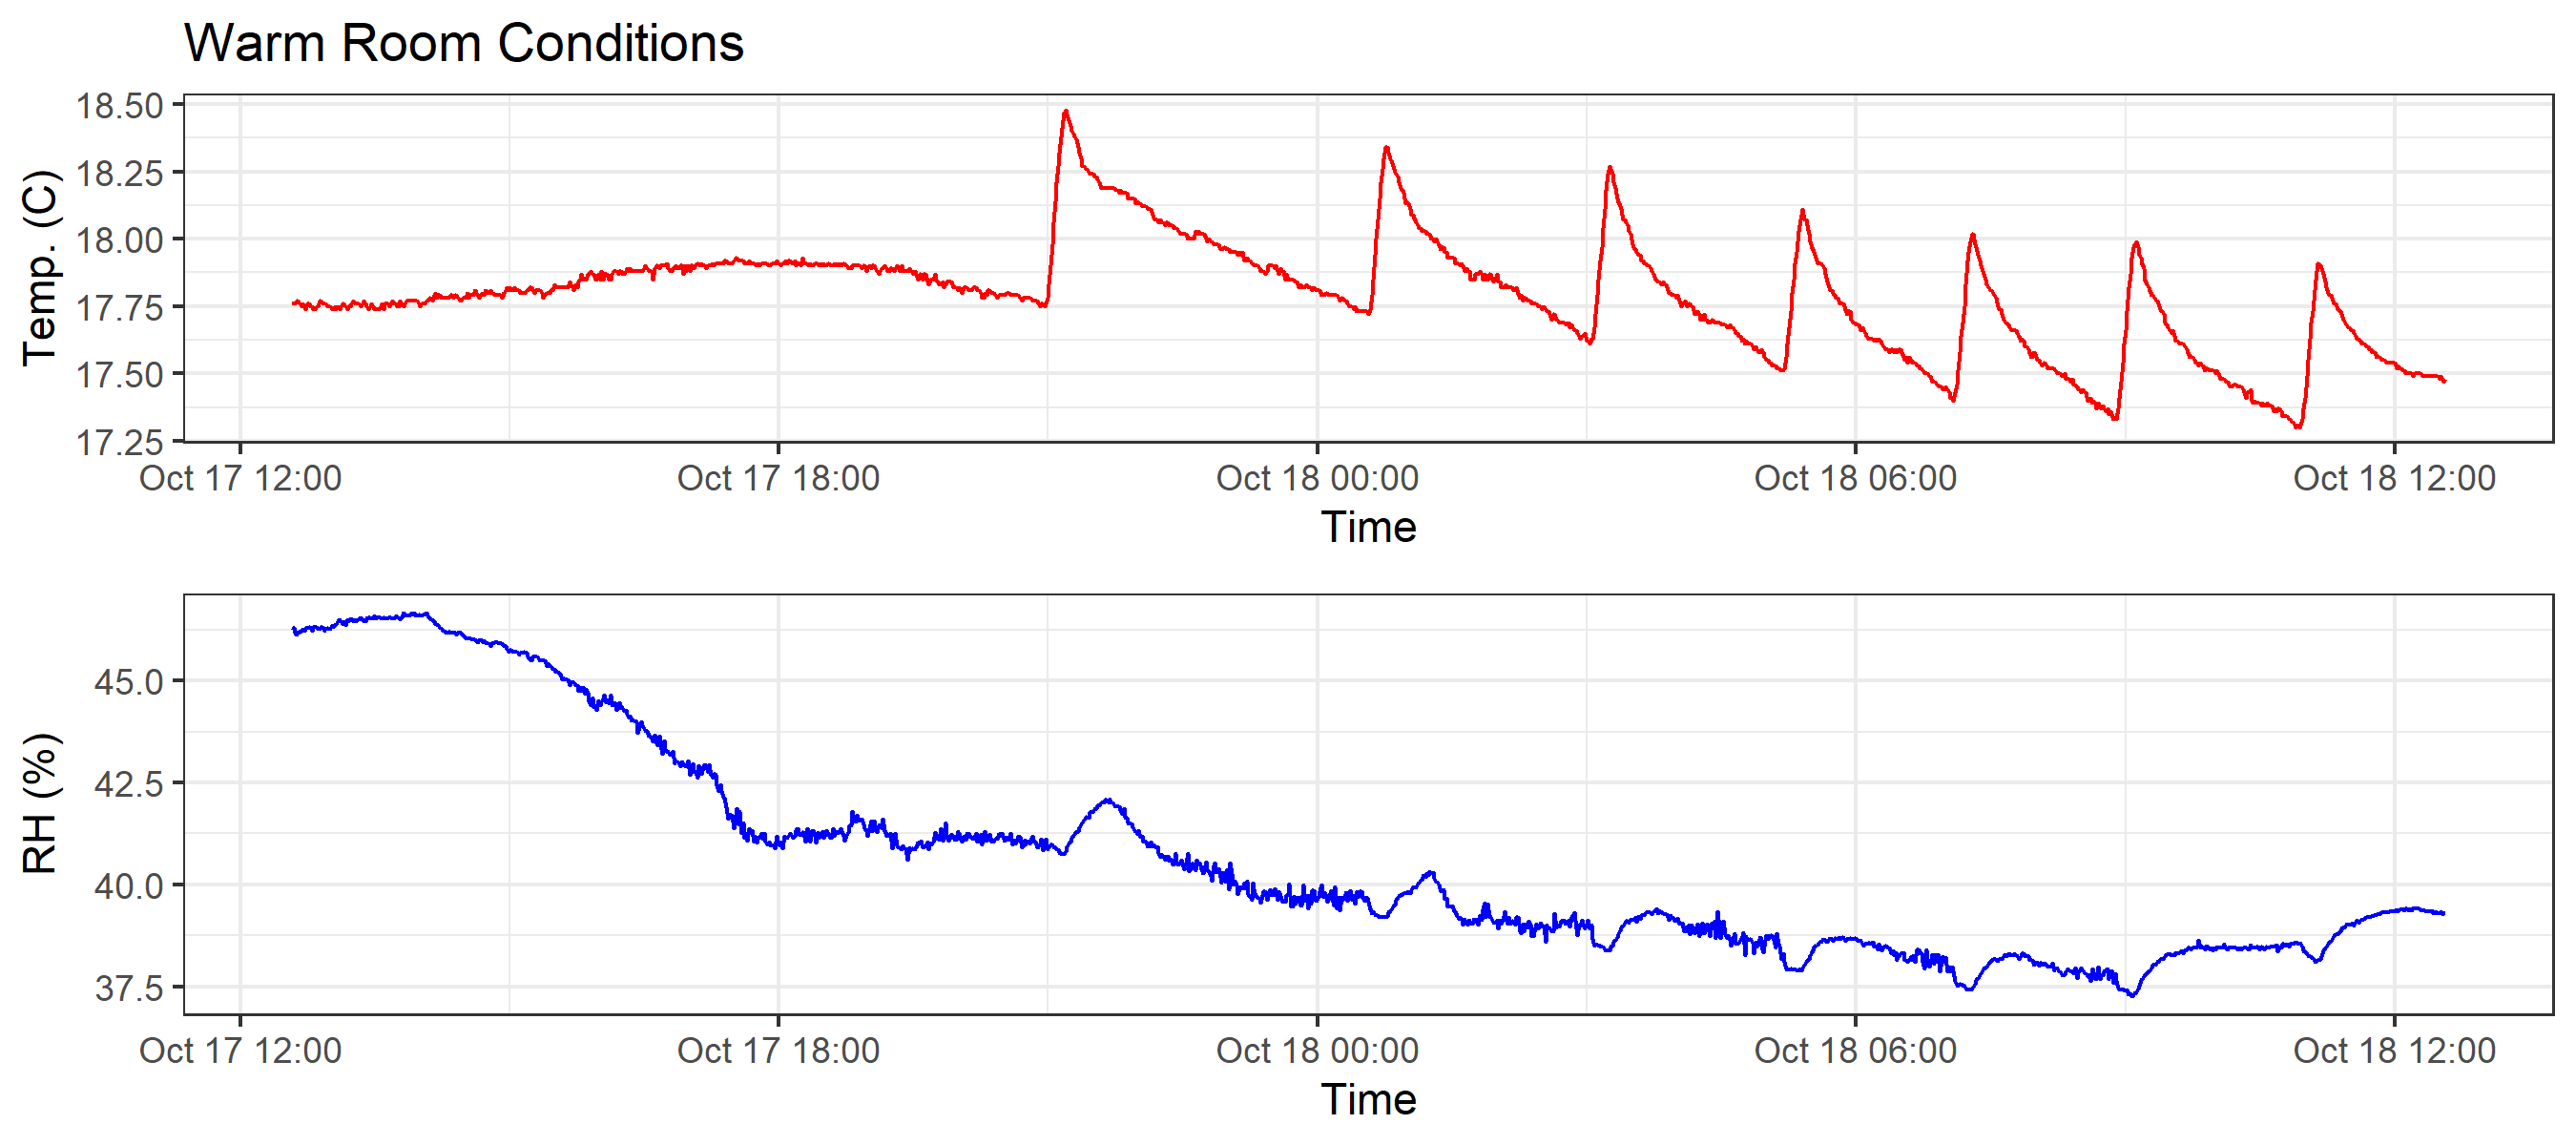 Warm Room Conditions
18.50
18.25
18.00
17.75
17.50
17.25
Temp. (C)
Oct 17 12:00 Oct 17 18:00 Oct 18 00:00 Oct 18 06:00 Oct 18 12:00
Time
45.0
42.5
40.0
37.5
RH (%)
Oct 17 12:00 Oct 17 18:00 Oct 18 00:00 Oct 18 06:00 Oct 18 12:00
Time